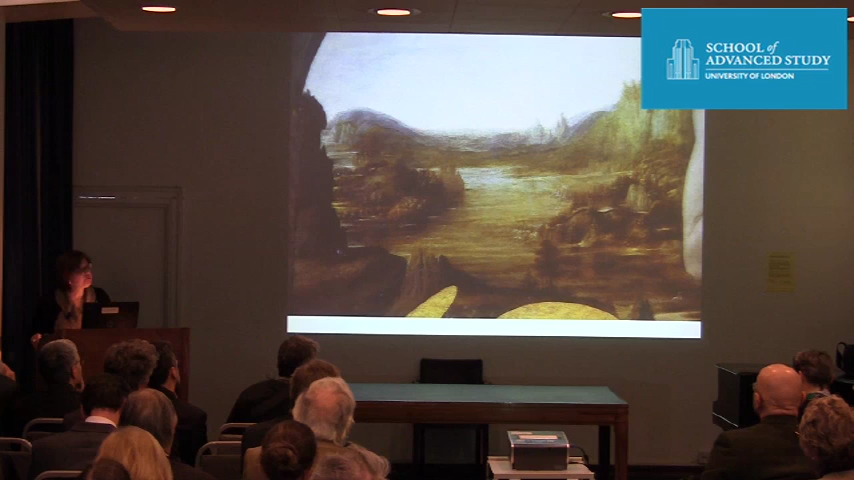 SCHOOL of
ADVANCED STUDY
UNIVERSITY OF LONDON